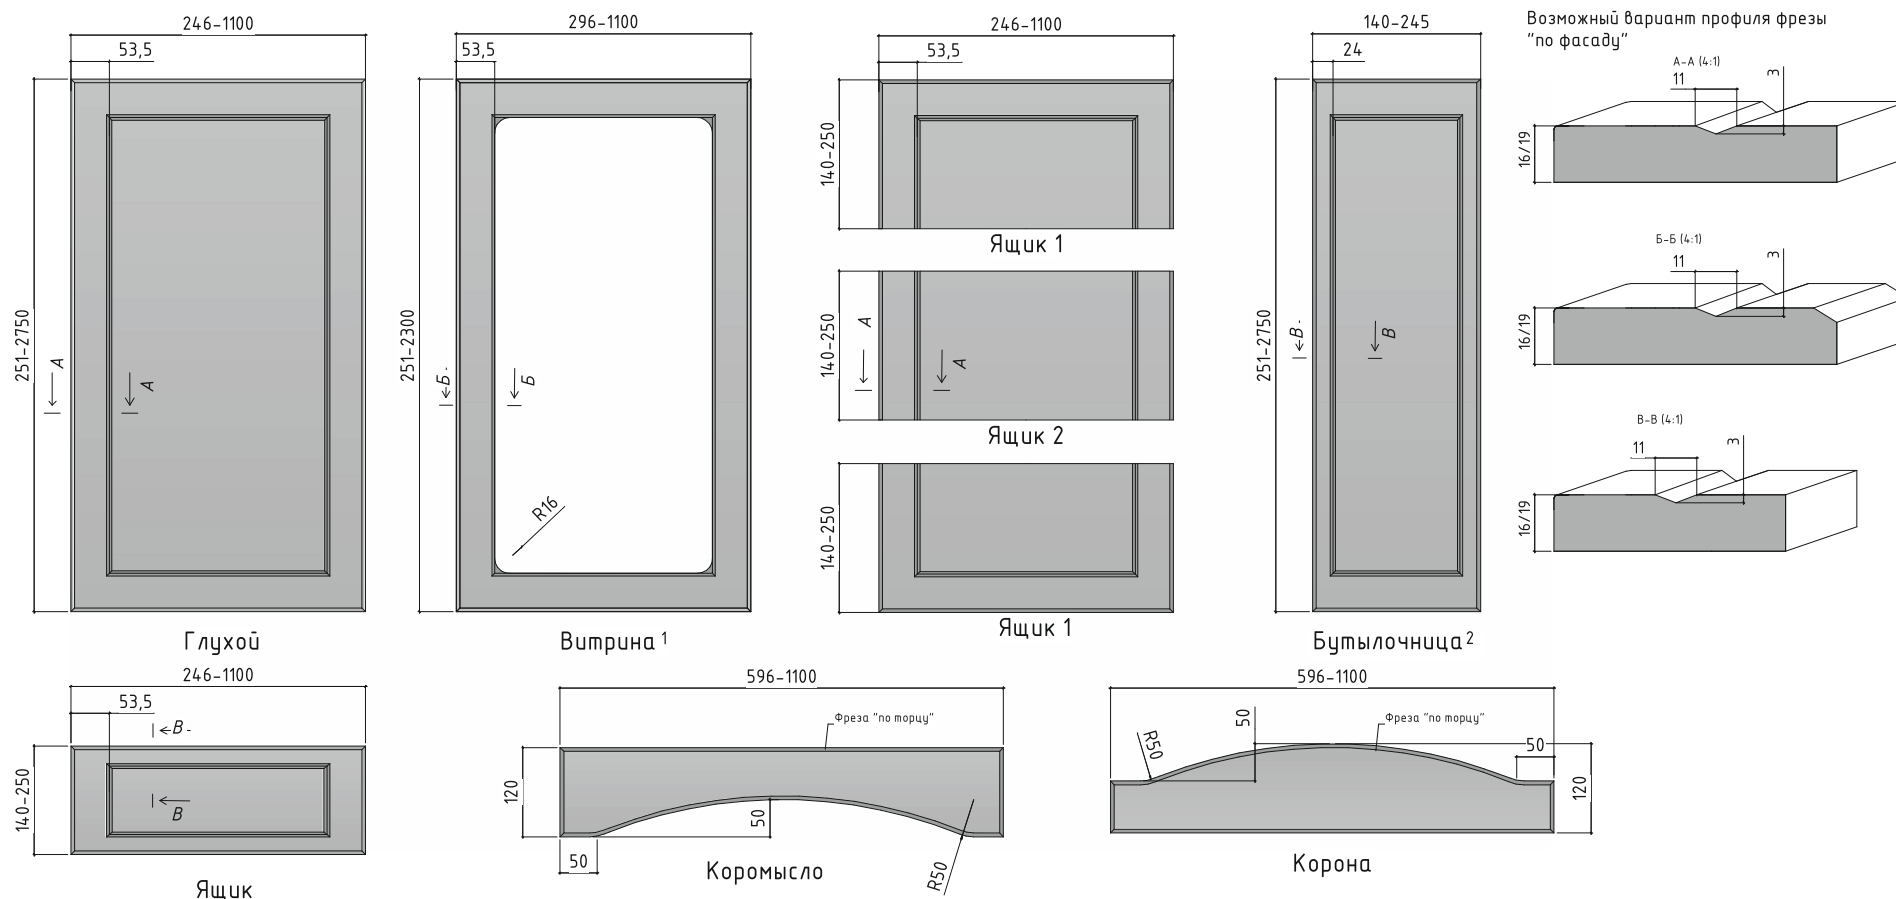 246-1100
53,5
251-2750
А
А
Глухой
296-1100
53,5
251-2300
Б
Б
R16
Витрина¹
246-1100
53,5
140-250
Ящик 1
140-250
А
А
Ящик 2
140-250
Ящик 1
140-245
24
251-2750
В
В
Бутылочница²
Возможный вариант профиля фрезы
"по фасаду"
А-А (4:1)
11
3
16/19
Б-Б (4:1)
11
3
16/19
В-В (4:1)
11
3
16/19
246-1100
53,5
В
140-250
В
Ящик
596-1100
Фреза "по торцу"
120
50
50
R50
Коромысло
596-1100
Фреза "по торцу"
R50
50
50
120
Корона